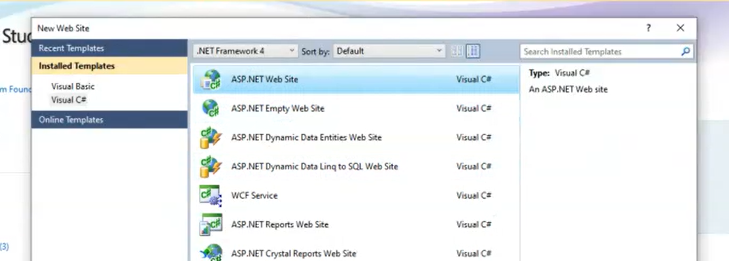 New Web Site
? ×
Recent Templates
.NET Framework 4 Sort by: Default Search Installed Templates
Installed Templates
Visual Basic
Visual C#
Online Templates
ASP.NET Web Site Visual C#
ASP.NET Empty Web Site Visual C#
ASP.NET Dynamic Data Entities Web Site Visual C#
ASP.NET Dynamic Data Linq to SQL Web Site Visual C#
WCF Service Visual C#
ASP.NET Reports Web Site Visual C#
ASP.NET Crystal Reports Web Site Visual C#
Type: Visual C#
An ASP.NET Web site
Stu
m Found
(3)